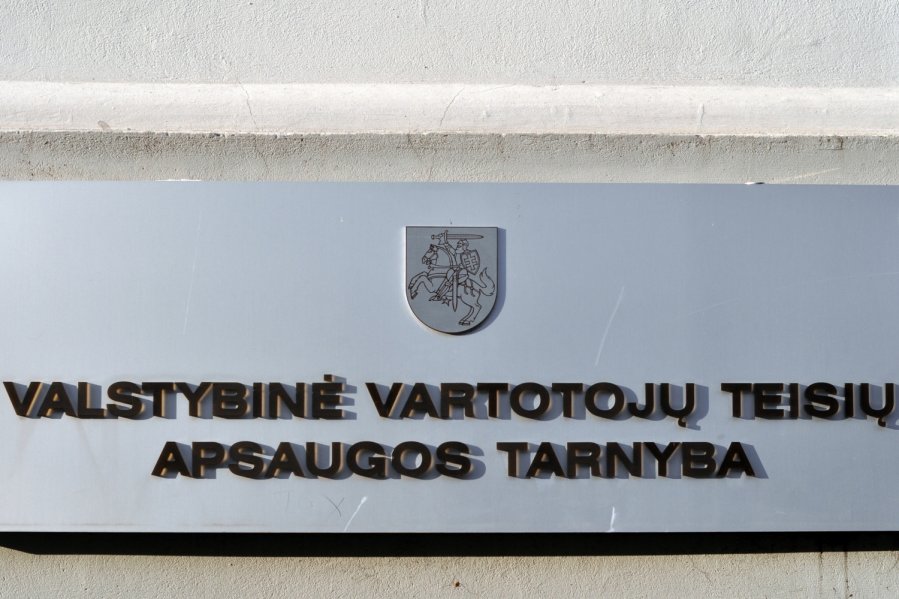 VALSTYBINĖ VARTOTOJŲ TEISIŲ
APSAUGOS TARNYBA